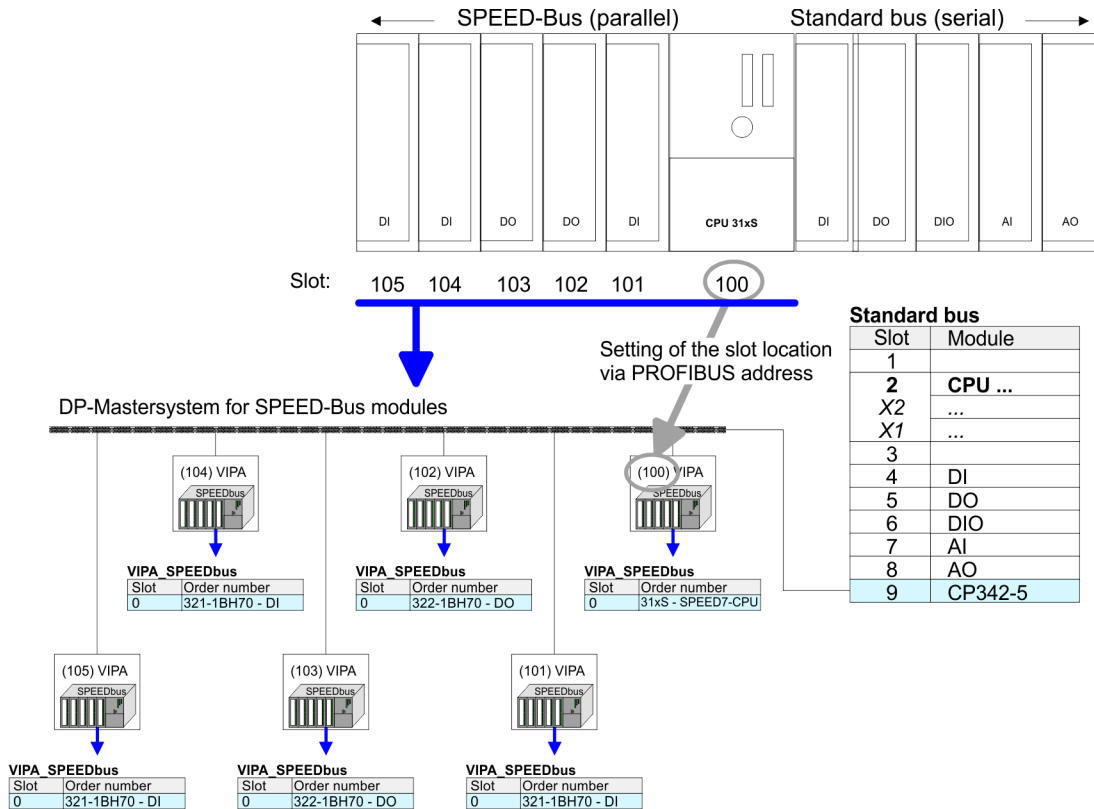 SPEED-Bus (parallel)
Standard bus (serial)
DI DI DO DO DI CPU 31xS DI DO DIO AI AO
Slot: 105 104 103 102 101 100
Setting of the slot location
via PROFIBUS address
Standard bus
Slot Module
1
2 CPU ...
X2 ...
X1 ...
3
4 DI
5 DO
6 DIO
7 AI
8 AO
9 CP342-5
DP-Mastersystem for SPEED-Bus modules
(104) VIPA
SPEEDbus
VIPA_SPEEDbus
Slot Order number
0 321-1BH70 - DI
(102) VIPA
SPEEDbus
VIPA_SPEEDbus
Slot Order number
0 322-1BH70 - DO
(100) VIPA
SPEEDbus
VIPA_SPEEDbus
Slot Order number
0 31xS - SPEED7-CPU
(105) VIPA
SPEEDbus
VIPA_SPEEDbus
Slot Order number
0 321-1BH70 - DI
(103) VIPA
SPEEDbus
VIPA_SPEEDbus
Slot Order number
0 322-1BH70 - DO
(101) VIPA
SPEEDbus
VIPA_SPEEDbus
Slot Order number
0 321-1BH70 - DI